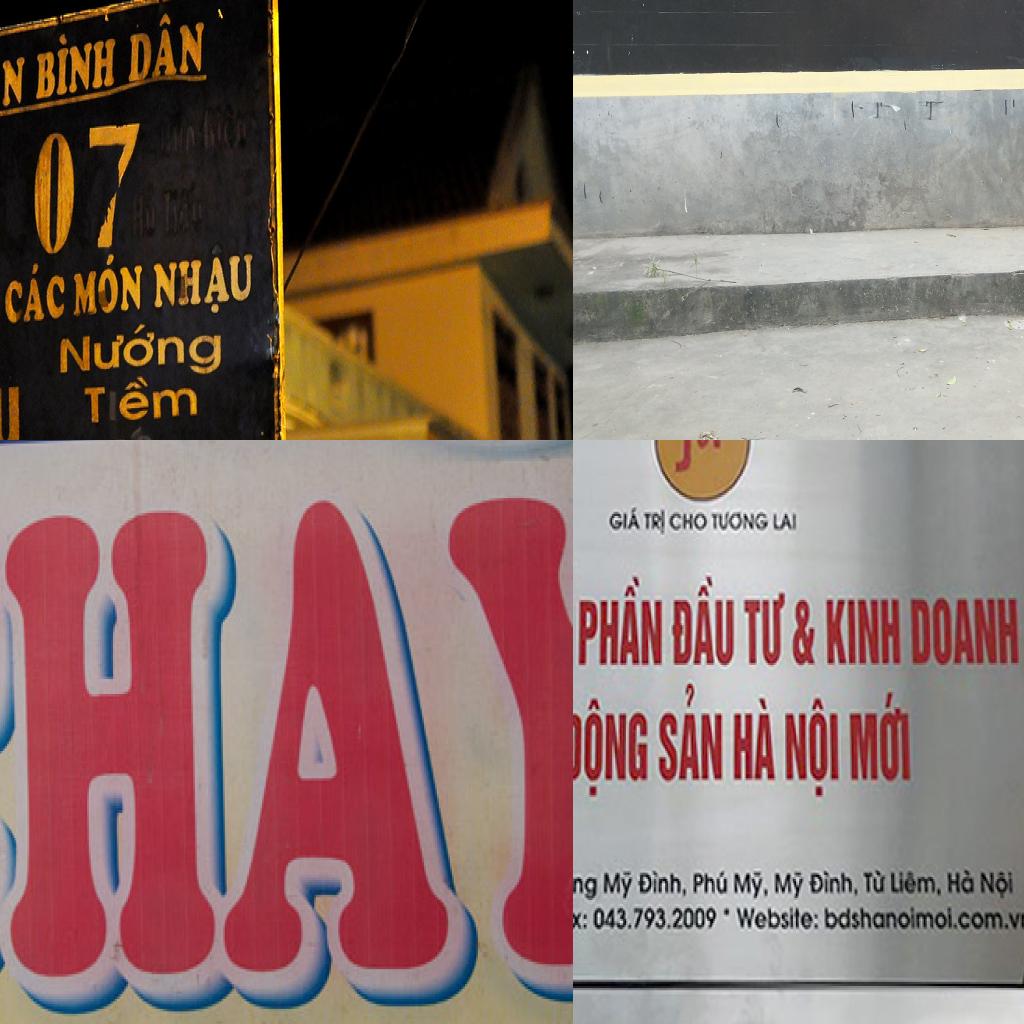 N BÌNH DÂN
07
CÁC MÓN NHẬU
Nướng
Tiềm
HAY
GIÁ TRỊ CHO TƯƠNG LAI
PHẦN ĐẦU TƯ & KINH DOANH
ĐỘNG SẢN HÀ NỘI MỚI
ng Mỹ Đình, Phú Mỹ, Mỹ Đình, Từ Liêm, Hà Nội
x: 043.793.2009 * Website: bdshanoimoi.com.vn